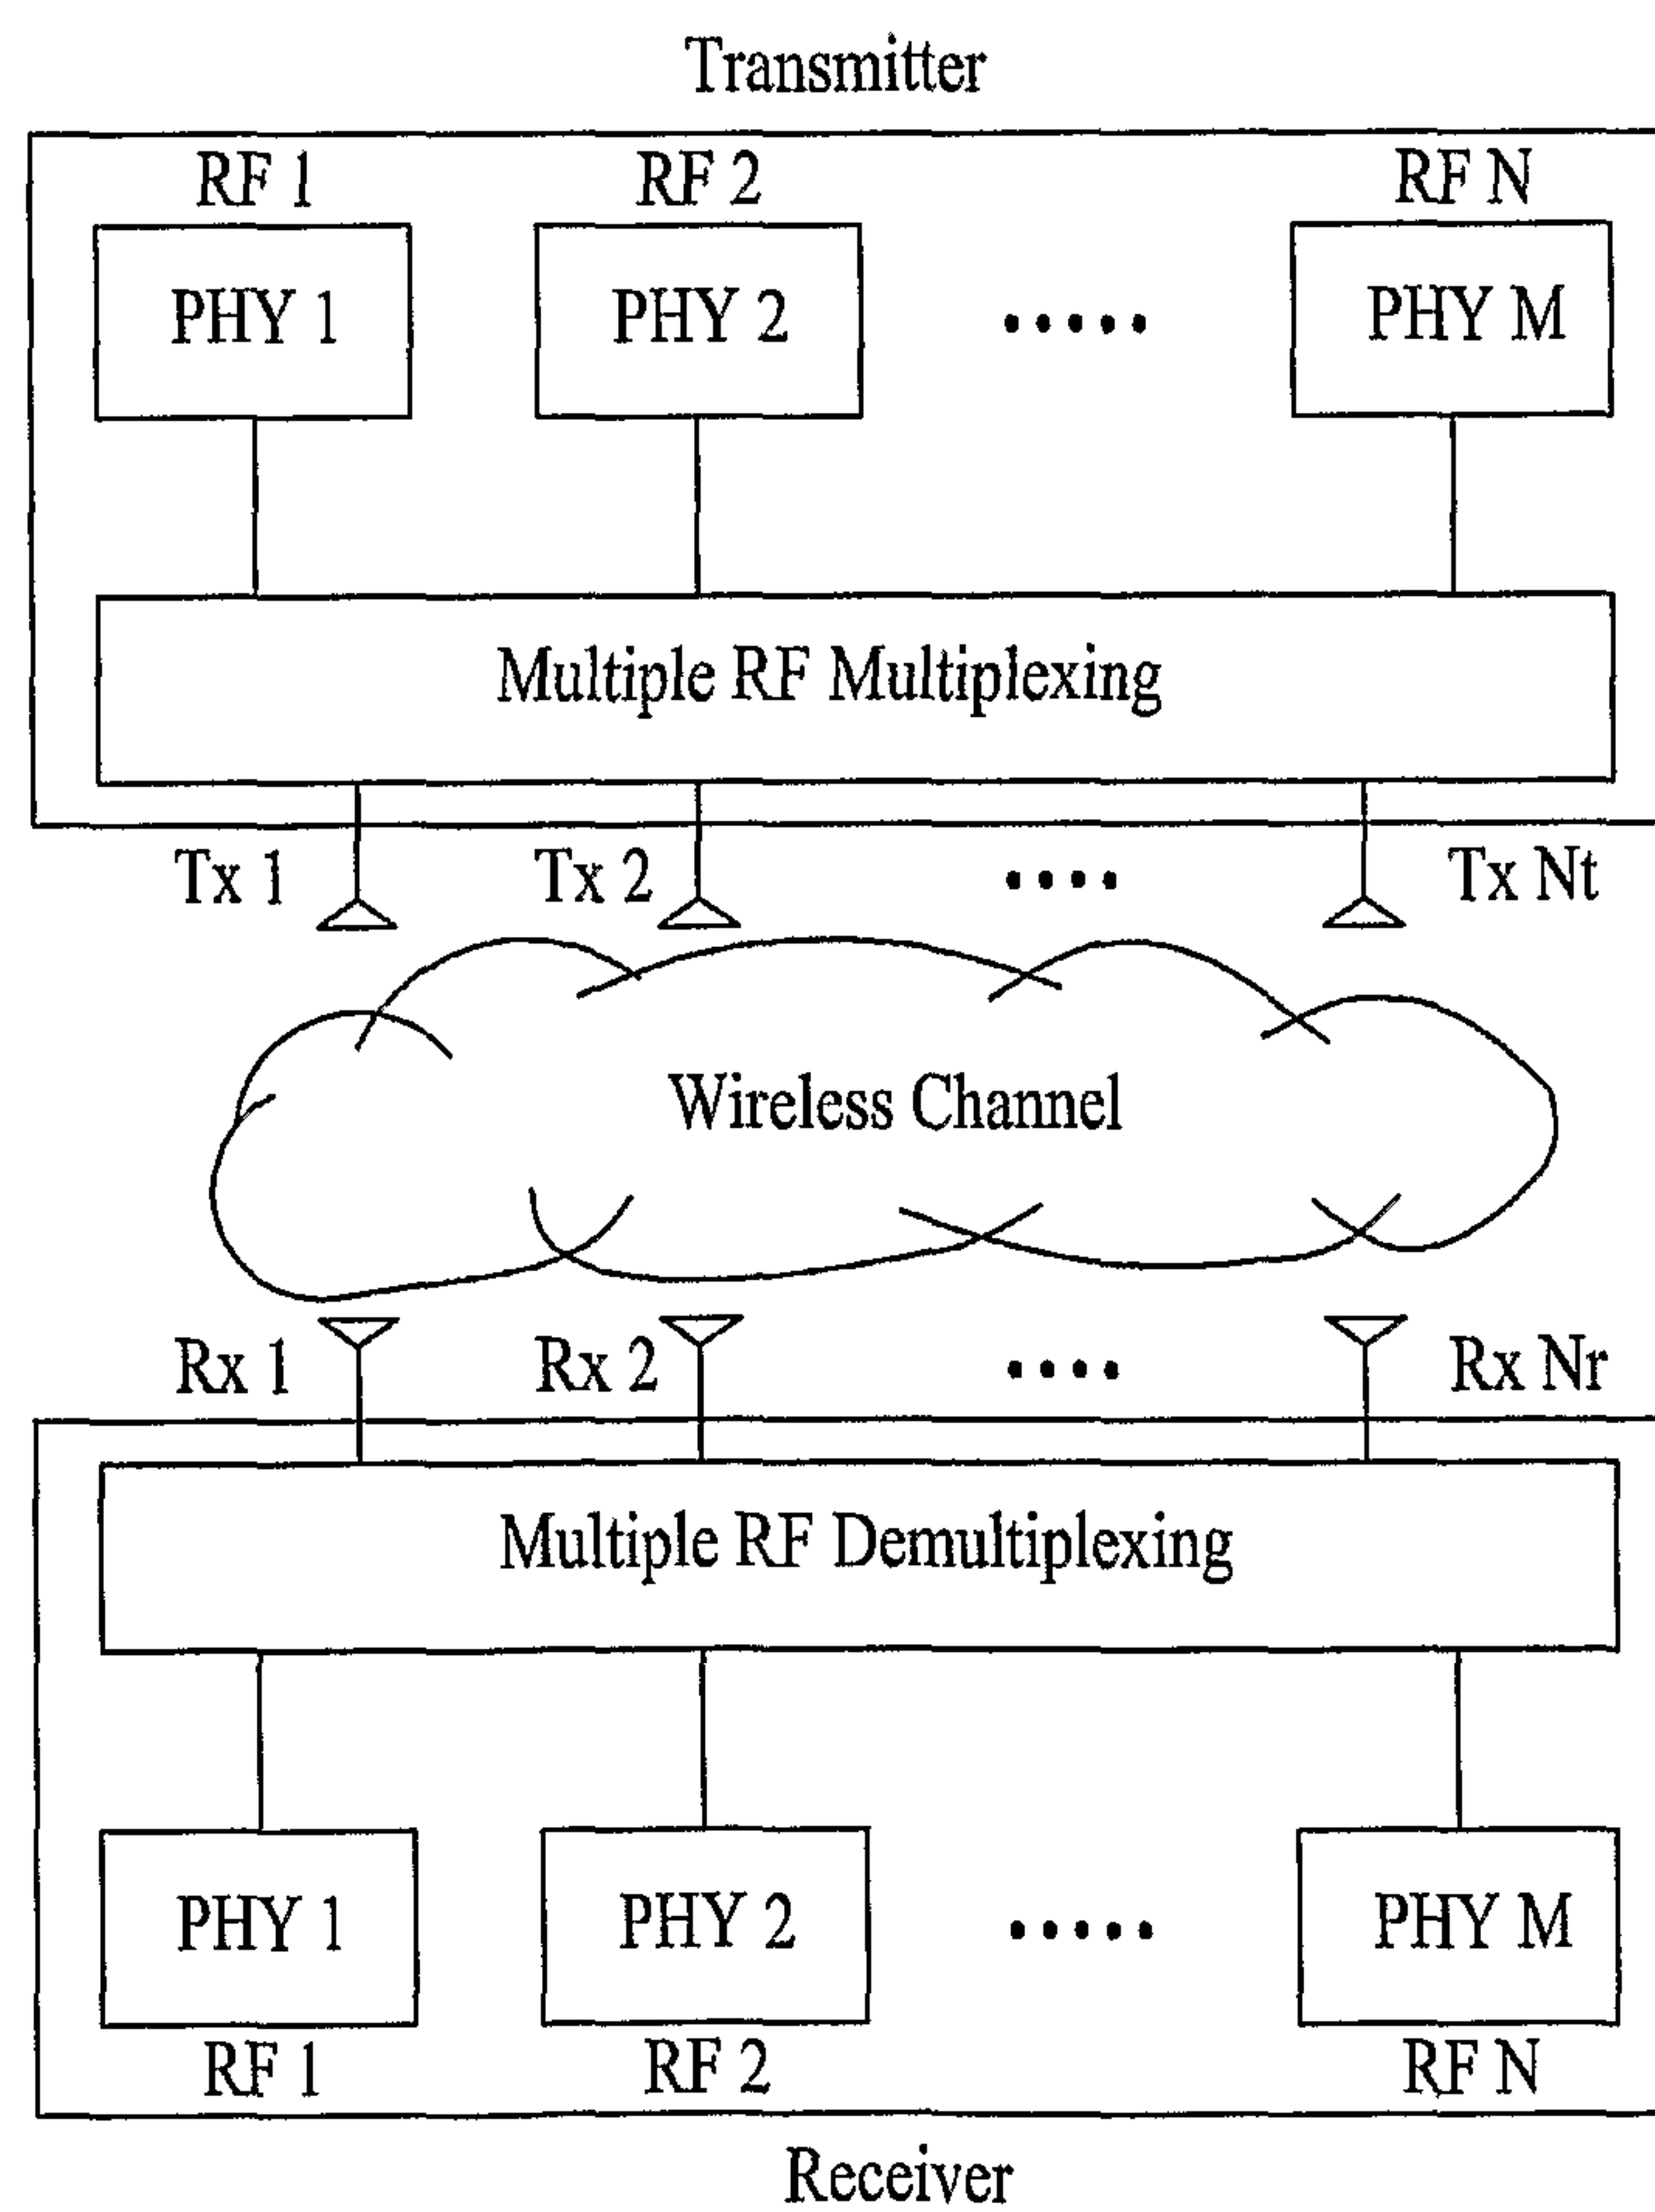 Transmitter
RF 1 RF 2 RF N
PHY 1 PHY 2 ..... PHY M
Multiple RF Multiplexing
Tx 1 Tx 2 .... Tx Nt
Wireless Channel
Rx 1 Rx 2 .... Rx Nr
Multiple RF Demultiplexing
PHY 1 PHY 2 ..... PHY M
RF 1 RF 2 RF N
Receiver